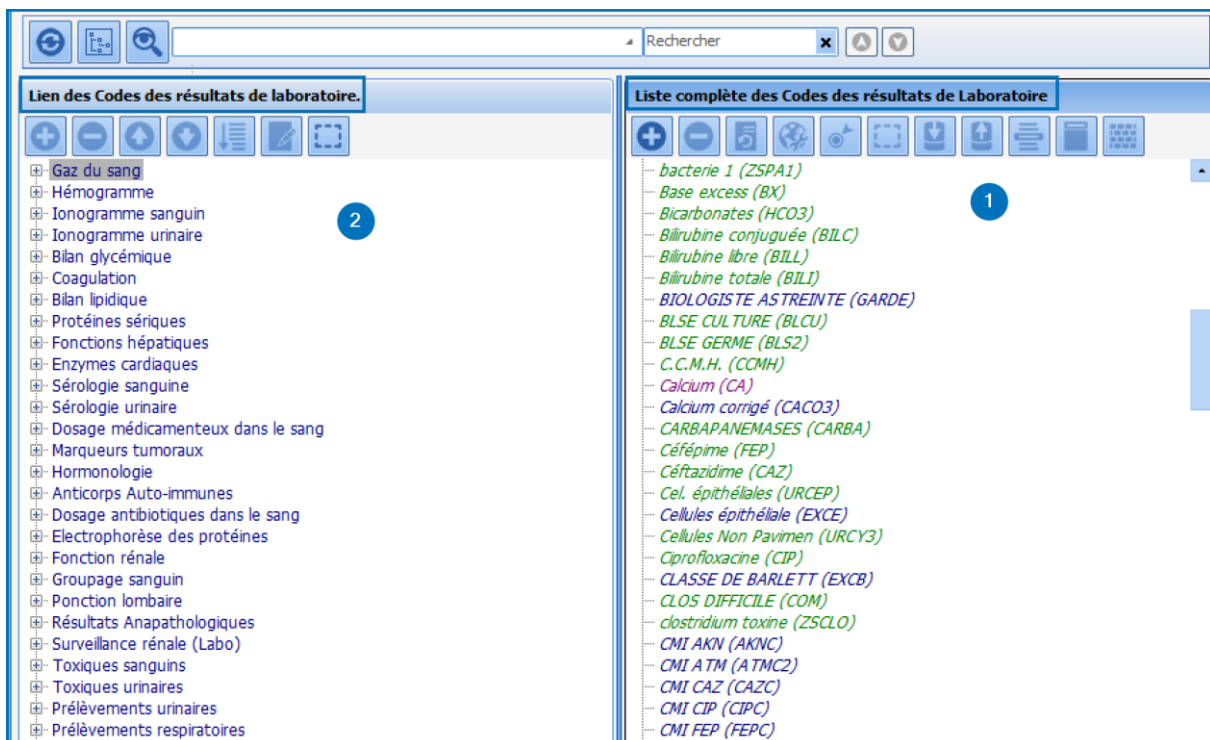 Rechercher
Lien des Codes des résultats de laboratoire.
Gaz du sang
Hémogramme
Ionogramme sanguin
Ionogramme urinaire
Bilan glycémique
Coagulation
Bilan lipidique
Protéines sériques
Fonctions hépatiques
Enzymes cardiaques
Sérologie sanguine
Sérologie urinaire
Dosage médicamenteux dans le sang
Marqueurs tumoraux
Hormonologie
Anticorps Auto-immunes
Dosage antibiotiques dans le sang
Electrophorèse des protéines
Fonction rénale
Groupage sanguin
Ponction lombaire
Résultats Anapathologiques
Surveillance rénale (Labo)
Toxiques sanguins
Toxiques urinaires
Prélèvements urinaires
Prélèvements respiratoires
2
Liste complète des Codes des résultats de Laboratoire
bacterie 1 (ZSPA1)
Base excess (BX)
Bicarbonates (HCO3)
Bilirubine conjuguée (BILC)
Bilirubine libre (BILL)
Bilirubine totale (BILI)
BIOLOGISTE ASTREINTE (GARDE)
BLSE CULTURE (BLCU)
BLSE GERME (BLS2)
C.C.M.H. (CCMH)
Calcium (CA)
Calcium corrigé (CACO3)
CARBAPANEMASES (CARBA)
Céfépime (FEP)
Céftazidime (CAZ)
Cel. épithéliales (URCEP)
Cellules épithéliale (EXCE)
Cellules Non Pavimen (URCY3)
Ciprofloxacine (CIP)
CLASSE DE BARLETT (EXCB)
CLOS DIFFICILE (COM)
clostridium toxine (ZSCLO)
CMI AKN (AKNC)
CMI ATM (ATMC2)
CMI CAZ (CAZC)
CMI CIP (CIPC)
CMI FEP (FEPC)
1